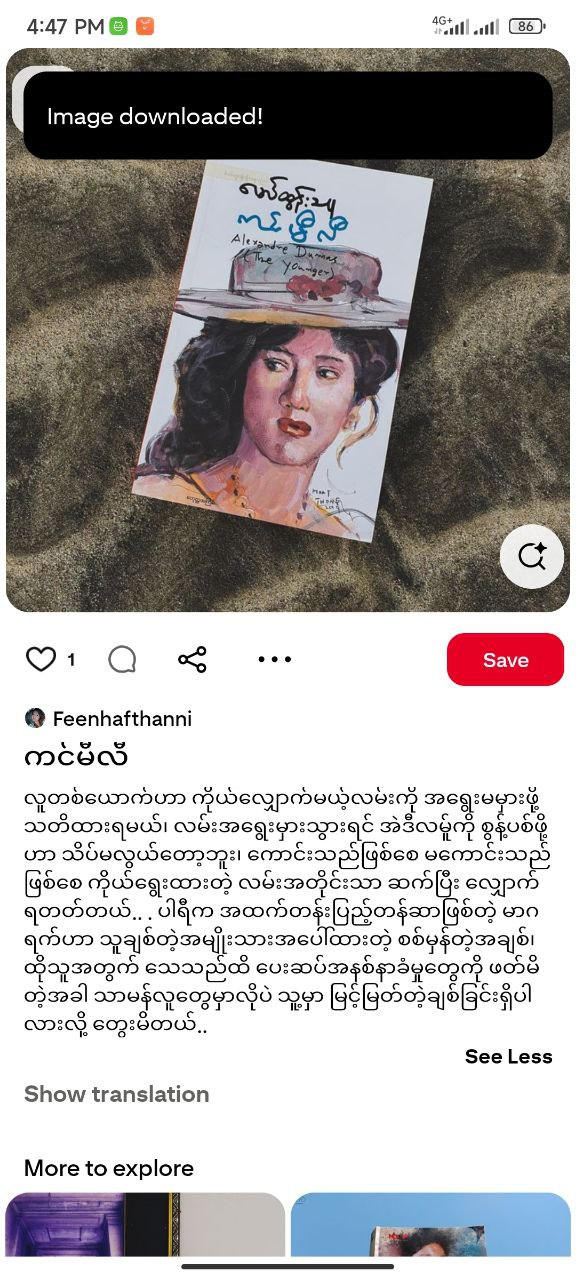 4:47 PM
4G+
86
Image downloaded!
Alexandre Dumas
(The Younger)
1
Save
Feenhafthanni
ကင်မီလီ
လူတစ်ယောက်ဟာ ကိုယ်လျှောက်မယ့်လမ်းကို အရွေးမမှားဖို့
သတိထားရမယ်၊ လမ်းအရွေးမှားသွားရင် အဲဒီလမ်ူကို စွန့်ပစ်ဖို့
ဟာ သိပ်မလွယ်တော့ဘူး၊ ကောင်းသည်ဖြစ်စေ မကောင်းသည်
ဖြစ်စေ ကိုယ်ရွေးထားတဲ့ လမ်းအတိုင်းသာ ဆက်ပြီး လျှောက်
ရတတ်တယ်.. . ပါရီက အထက်တန်းပြည့်တန်ဆာဖြစ်တဲ့ မာဂ
ရက်ဟာ သူချစ်တဲ့အမျိုးသားအပေါ်ထားတဲ့ စစ်မှန်တဲ့အချစ်၊
ထိုသူအတွက် သေသည်ထိ ပေးဆပ်အနစ်နာခံမှုတွေကို ဖတ်မိ
တဲ့အခါ သာမန်လူတွေမှာလိုပဲ သူ့မှာ မြင့်မြတ်တဲ့ချစ်ခြင်းရှိပါ
လားလို့ တွေးမိတယ်..
See Less
Show translation
More to explore